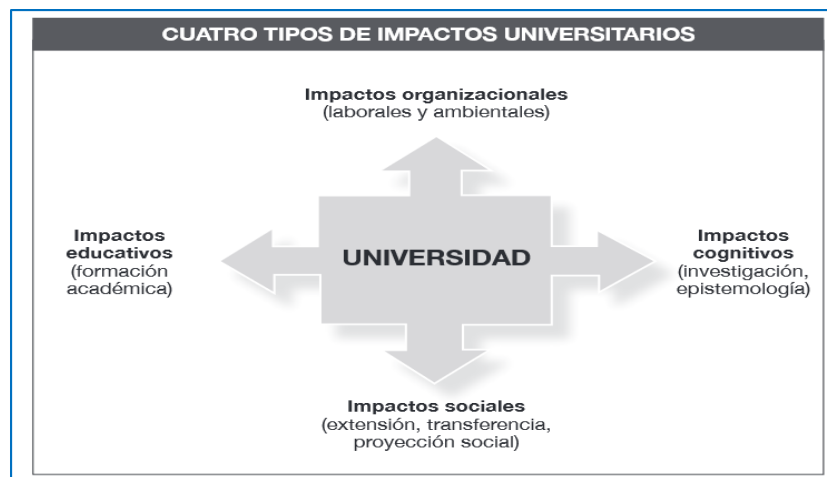 CUATRO TIPOS DE IMPACTOS UNIVERSITARIOS
Impactos organizacionales
(laborales y ambientales)
Impactos
educativos
(formación
académica)
UNIVERSIDAD
Impactos
cognitivos
(investigación,
epistemología)
Impactos sociales
(extensión, transferencia,
proyección social)